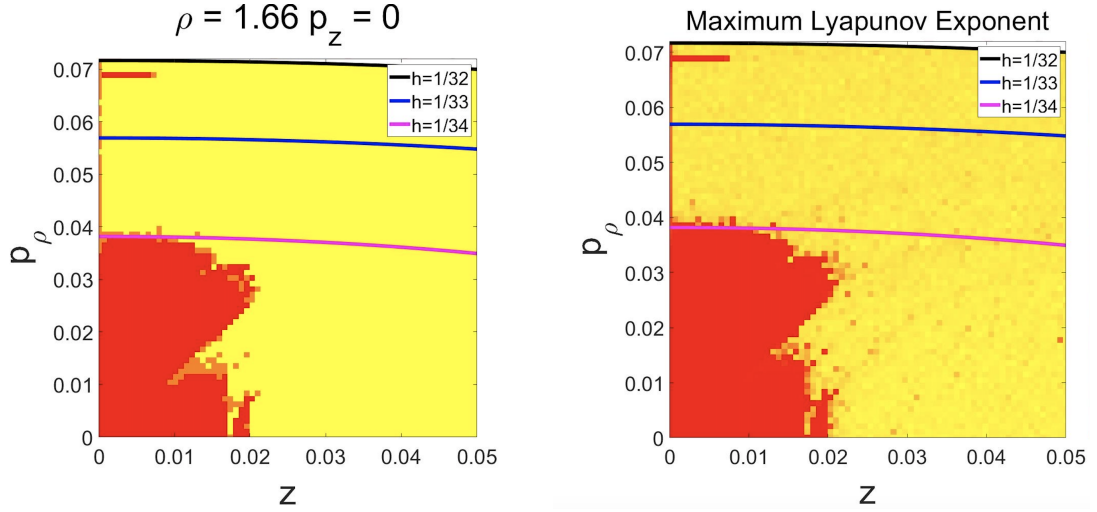 ρ = 1.66 p_z = 0
h=1/32
h=1/33
h=1/34
0.07
0.06
0.05
0.04
0.03
0.02
0.01
0
p_ρ
0 0.01 0.02 0.03 0.04 0.05
z
Maximum Lyapunov Exponent
h=1/32
h=1/33
h=1/34
0.07
0.06
0.05
0.04
0.03
0.02
0.01
0
p_ρ
0 0.01 0.02 0.03 0.04 0.05
z